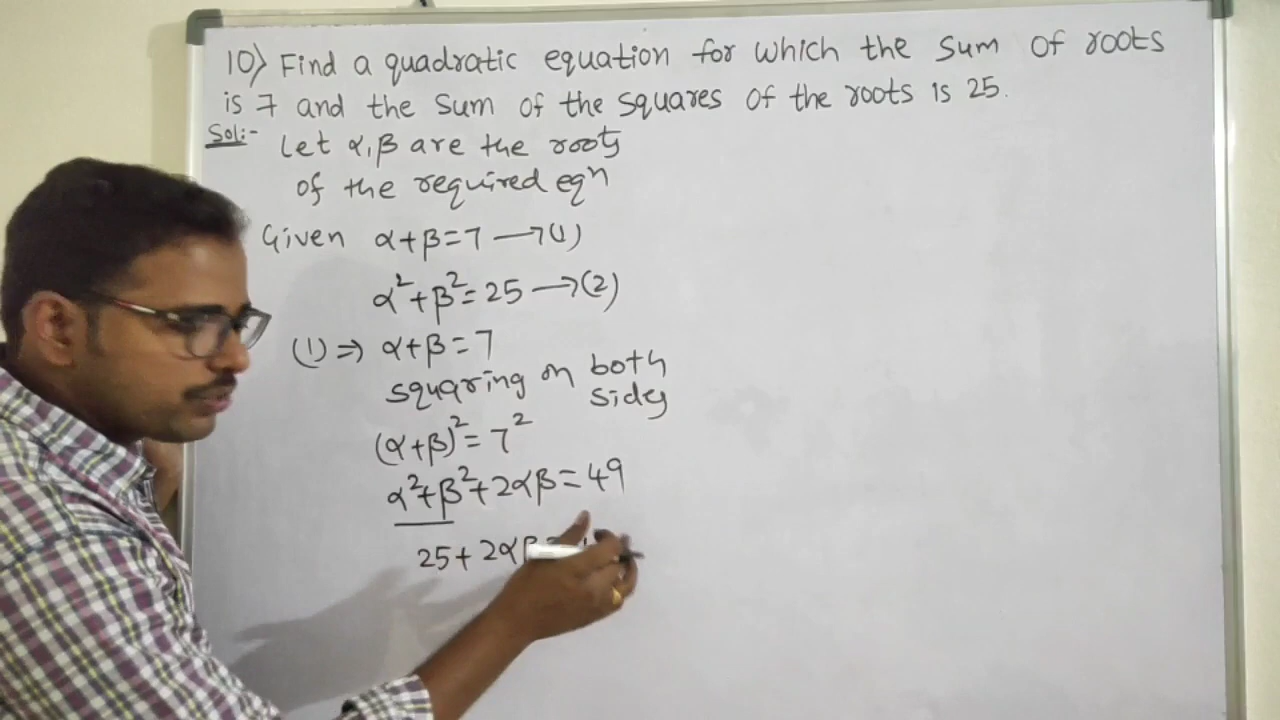 10) Find a quadratic equation for which the sum of roots
is 7 and the sum of the squares of the roots is 25.
Sol:- Let α,β are the roots
of the required eqn
Given α+β=7 →(1)
α²+β²=25 →(2)
(1) ⇒ α+β=7
squaring on both
sides
(α+β)²=7²
α²+β²+2αβ=49
25+2αβ=